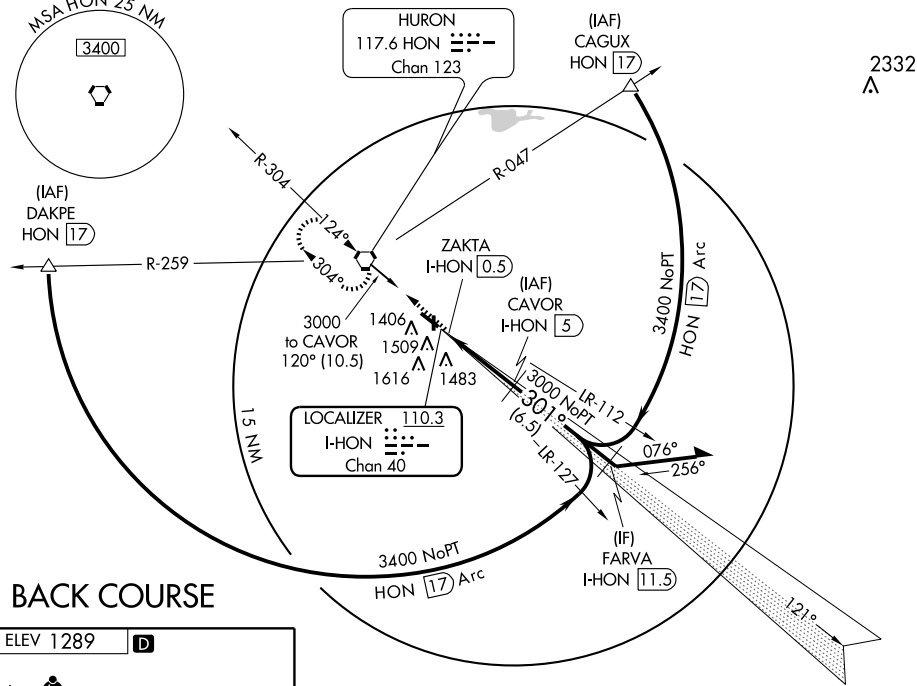 MSA HON 25 NM
3400
HURON
117.6 HON
Chan 123
(IAF)
CAGUX
HON 17
2332
R-304
R-047
(IAF)
DAKPE
HON 17
R-259
124°
304°
ZAKTA
I-HON 0.5
(IAF)
CAVOR
I-HON 5
3400 NoPT
HON 17 Arc
3000
to CAVOR
120° (10.5)
1406
1509
1616
1483
3000 NoPT
301°
(6.5)
LR-112
LR-127
076°
256°
LOCALIZER 110.3
I-HON
Chan 40
15 NM
(IF)
FARVA
I-HON 11.5
3400 NoPT
HON 17 Arc
121°
BACK COURSE
ELEV 1289 D